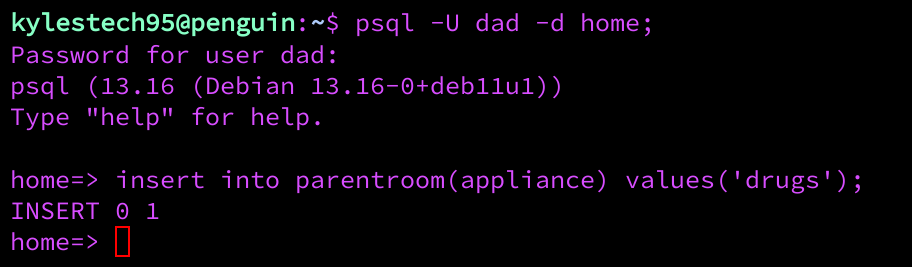 kylestech95@penguin:~$ psql -U dad -d home;
Password for user dad:
psql (13.16 (Debian 13.16-0+deb11u1))
Type "help" for help.
home=> insert into parentroom(appliance) values('drugs');
INSERT 0 1
home=>